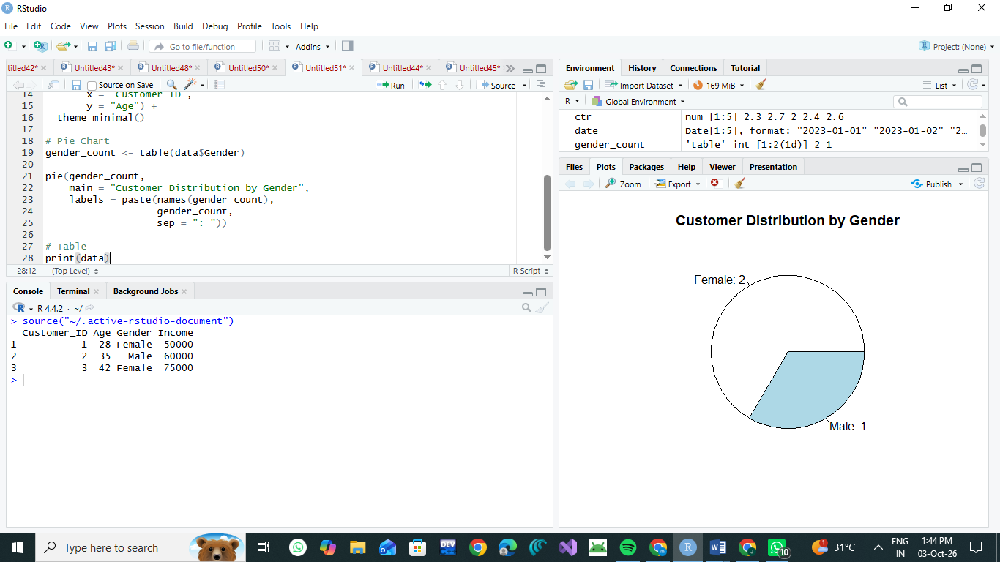 RStudio
File Edit Code View Plots Session Build Debug Profile Tools Help
Go to file/function Addins Project: (None)
ntitled42* Untitled43* Untitled48* Untitled50* Untitled51* Untitled44* Untitled45*
Source on Save Run Source
14 x = "Customer ID",
15 y = "Age") +
16 theme_minimal()
17
18 # Pie Chart
19 gender_count <- table(data$Gender)
20
21 pie(gender_count,
22 main = "Customer Distribution by Gender",
23 labels = paste(names(gender_count),
24 gender_count,
25 sep = ": "))
26
27 # Table
28 print(data)
28:12 (Top Level) R Script
Console Terminal Background Jobs
R 4.4.2 · ~/
> source("~/.active-rstudio-document")
Customer_ID Age Gender Income
1 1 28 Female 50000
2 2 35 Male 60000
3 3 42 Female 75000
>
Environment History Connections Tutorial
Import Dataset 169 MiB List
R Global Environment
ctr num [1:5] 2.3 2.7 2 2.4 2.6
date Date[1:5], format: "2023-01-01" "2023-01-02" "2…
gender_count 'table' int [1:2(1d)] 2 1
Files Plots Packages Help Viewer Presentation
Zoom Export Publish
Customer Distribution by Gender
Female: 2
Male: 1
Type here to search
DEV
10
1
31°C
ENG
IN
1:44 PM
03-Oct-26